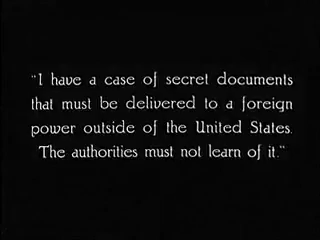 "I have a case of secret documents
that must be delivered to a foreign
power outside of the United States.
The authorities must not learn of it."